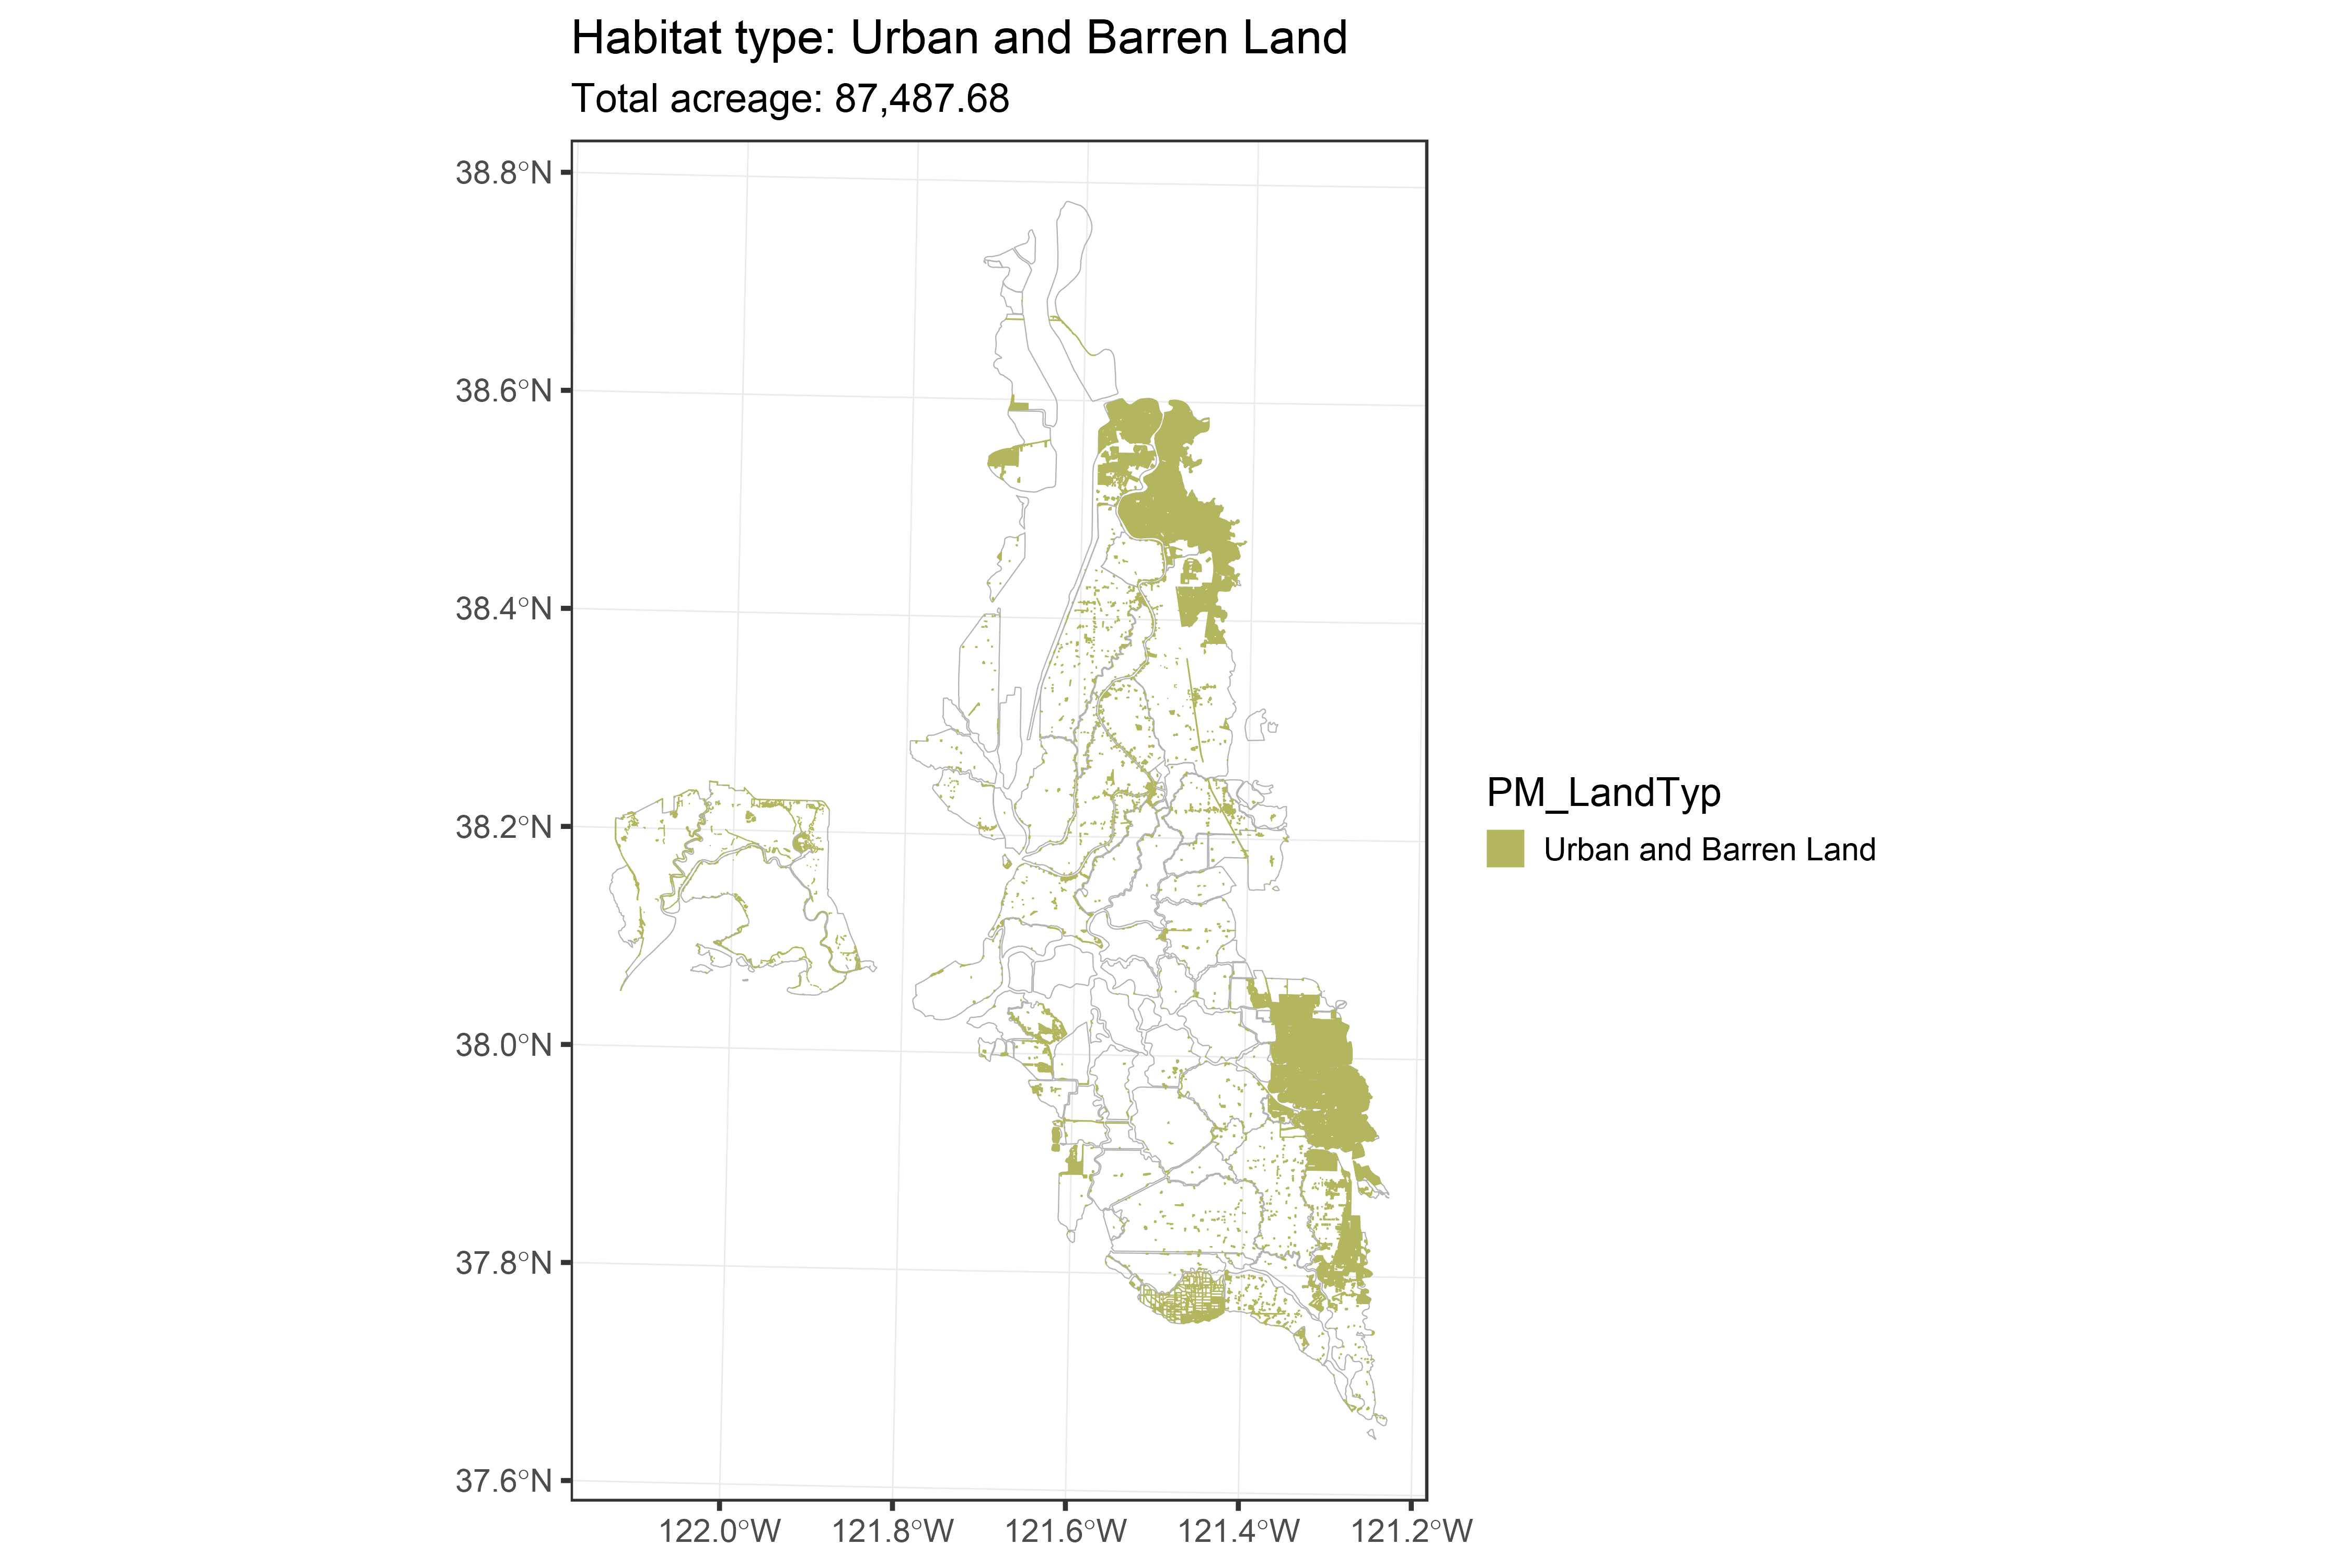 Habitat type: Urban and Barren Land
Total acreage: 87,487.68
38.8°N
38.6°N
38.4°N
38.2°N
38.0°N
37.8°N
37.6°N
122.0°W 121.8°W 121.6°W 121.4°W 121.2°W
PM_LandTyp
Urban and Barren Land